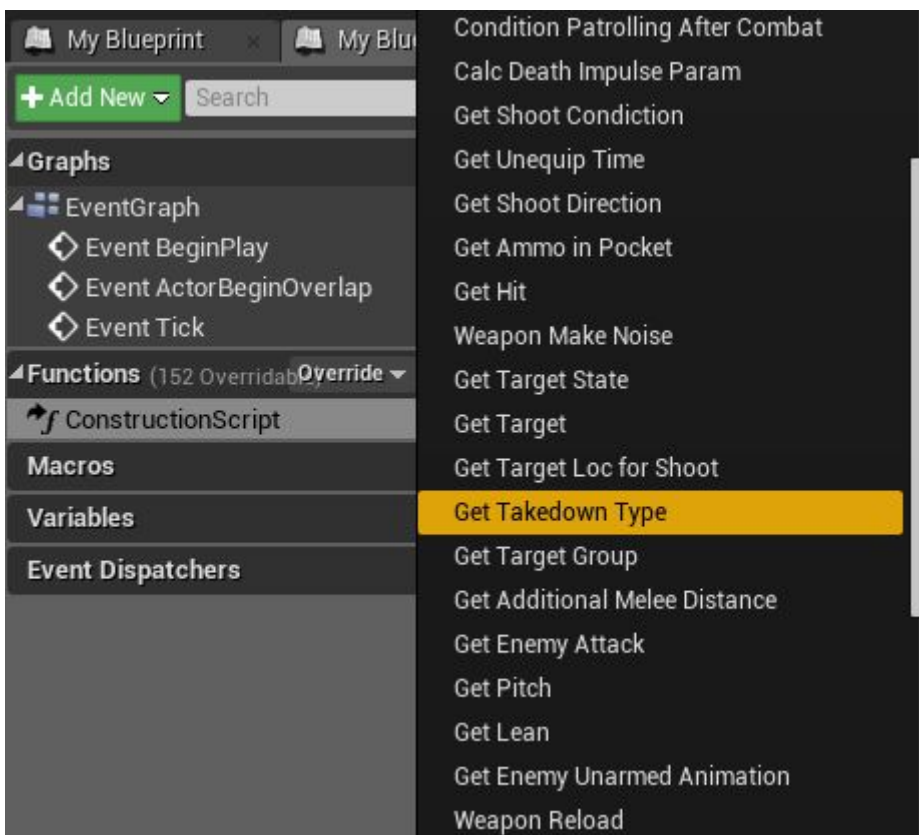 My Blueprint
My Blu
Add New
Search
Graphs
EventGraph
Event BeginPlay
Event ActorBeginOverlap
Event Tick
Functions (152 Overridab Override
ConstructionScript
Macros
Variables
Event Dispatchers
Condition Patrolling After Combat
Calc Death Impulse Param
Get Shoot Condiction
Get Unequip Time
Get Shoot Direction
Get Ammo in Pocket
Get Hit
Weapon Make Noise
Get Target State
Get Target
Get Target Loc for Shoot
Get Takedown Type
Get Target Group
Get Additional Melee Distance
Get Enemy Attack
Get Pitch
Get Lean
Get Enemy Unarmed Animation
Weapon Reload